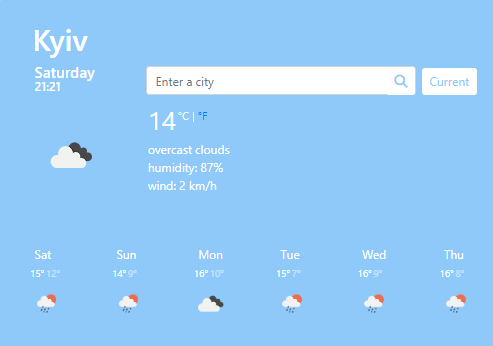 Kyiv
Saturday
21:21
Enter a city
Current
14 °C | °F
overcast clouds
humidity: 87%
wind: 2 km/h
Sat Sun Mon Tue Wed Thu
15° 12° 14° 9° 16° 10° 15° 7° 16° 9° 16° 8°